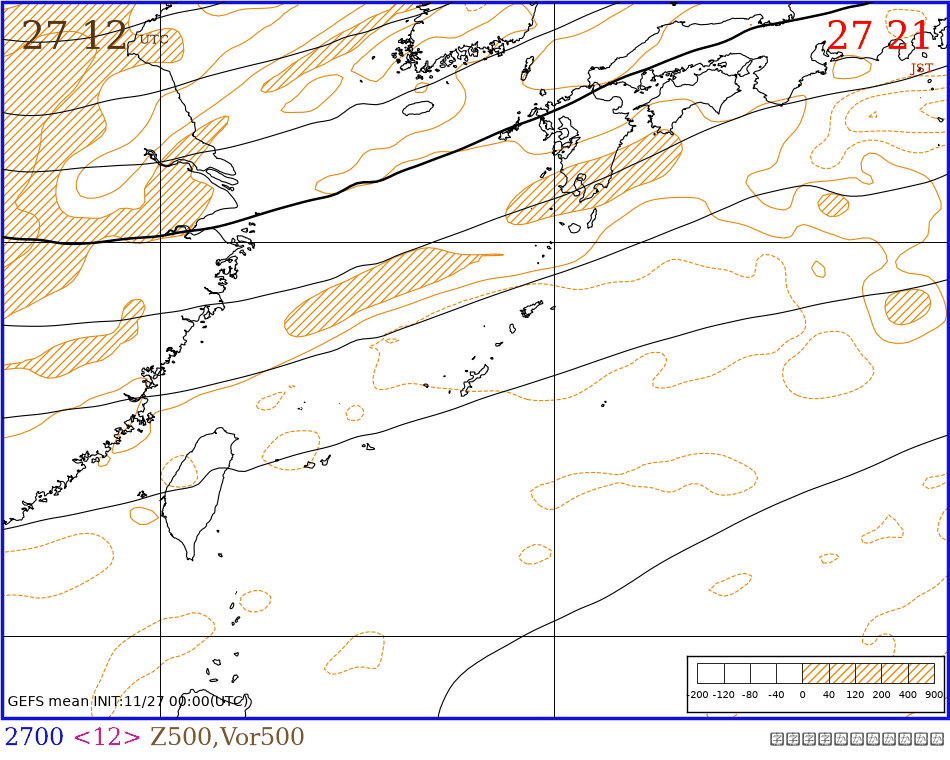 27 12 UTC
27 21
JST
-200 -120 -80 -40 0 40 120 200 400 900
GEFS mean INIT:11/27 00:00(UTC)
2700 <12> Z500,Vor500